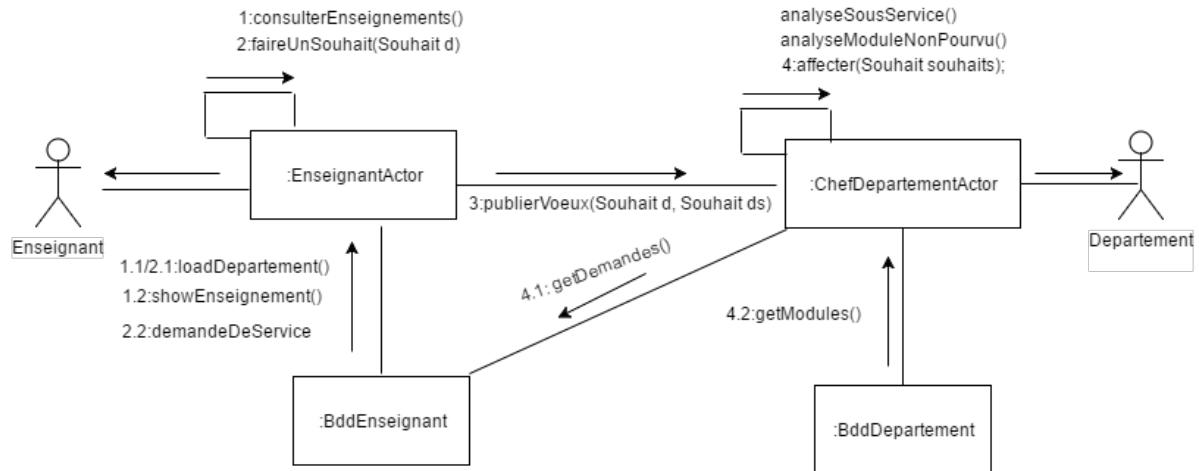 1:consulterEnseignements()
2:faireUnSouhait(Souhait d)
analyseSousService()
analyseModuleNonPourvu()
4:affecter(Souhait souhaits);
:EnseignantActor
:ChefDepartementActor
3:publierVoeux(Souhait d, Souhait ds)
Enseignant
Departement
1.1/2.1:loadDepartement()
1.2:showEnseignement()
2.2:demandeDeService
4.1: getDemandes()
4.2:getModules()
:BddEnseignant
:BddDepartement